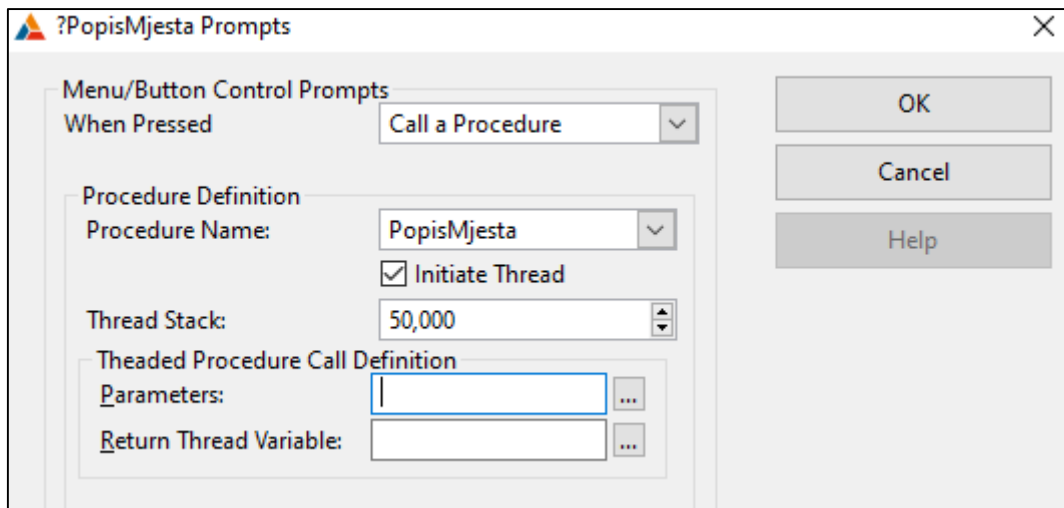 ?PopisMjesta Prompts
Menu/Button Control Prompts
When Pressed Call a Procedure
OK
Cancel
Help
Procedure Definition
Procedure Name: PopisMjesta
Initiate Thread
Thread Stack: 50,000
Theaded Procedure Call Definition
Parameters: ...
Return Thread Variable: ...